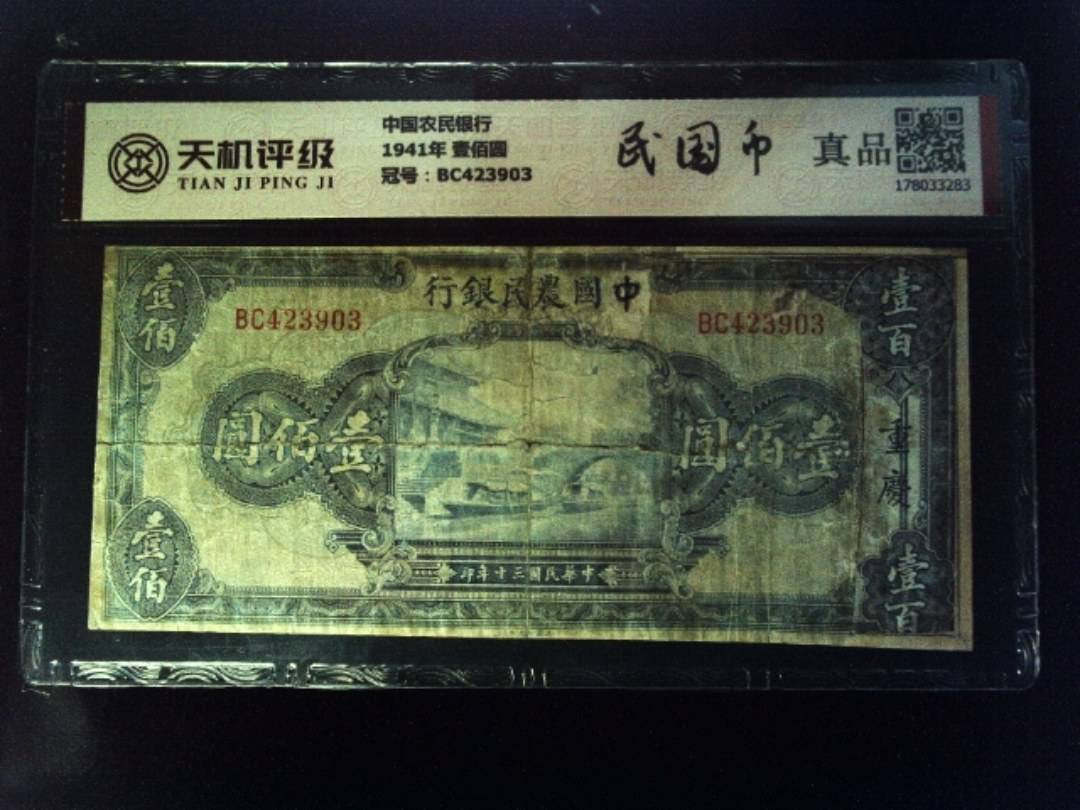 天机评级
TIAN JI PING JI
中国农民银行
1941年 壹佰圆
冠号：BC423903
民国币
真品
178033283
行銀民農國中
BC423903
BC423903
壹佰
壹百
圓佰壹
圓佰壹
重慶
壹佰
壹百
印年十三國民華中